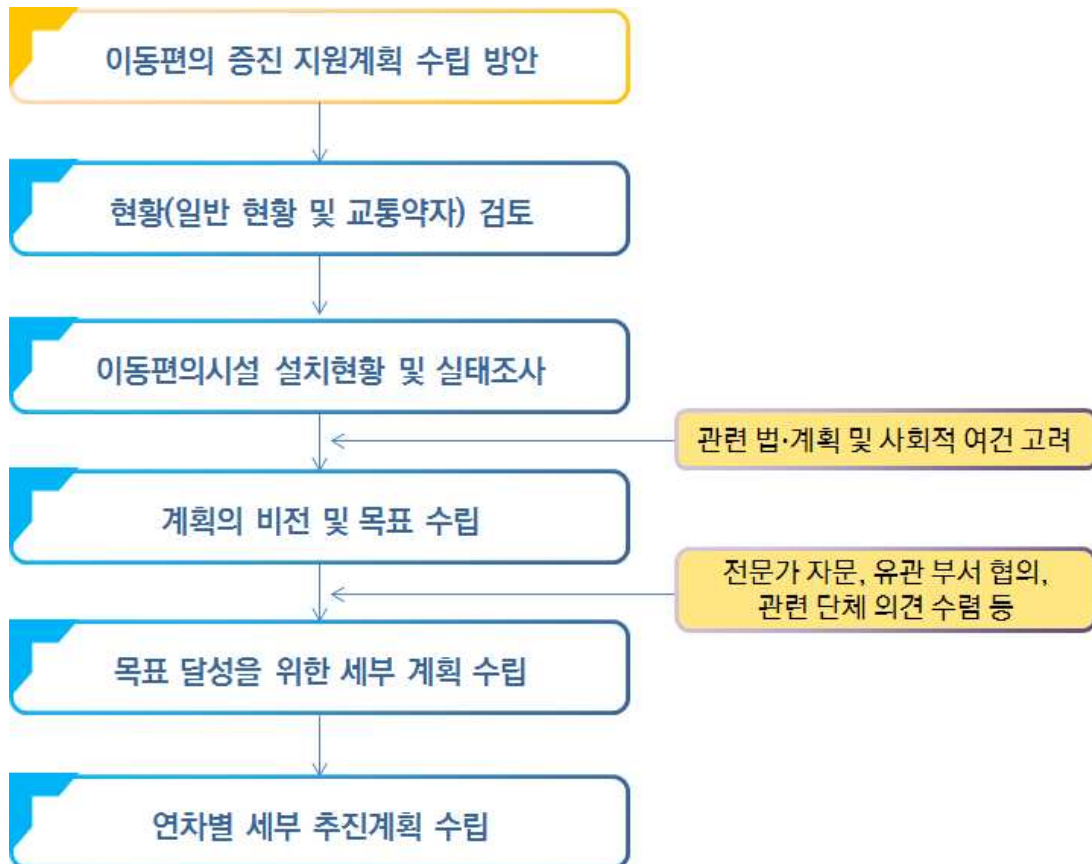 이동편의 증진 지원계획 수립 방안
현황(일반 현황 및 교통약자) 검토
이동편의시설 설치현황 및 실태조사
관련 법·계획 및 사회적 여건 고려
계획의 비전 및 목표 수립
전문가 자문, 유관 부서 협의,
관련 단체 의견 수렴 등
목표 달성을 위한 세부 계획 수립
연차별 세부 추진계획 수립